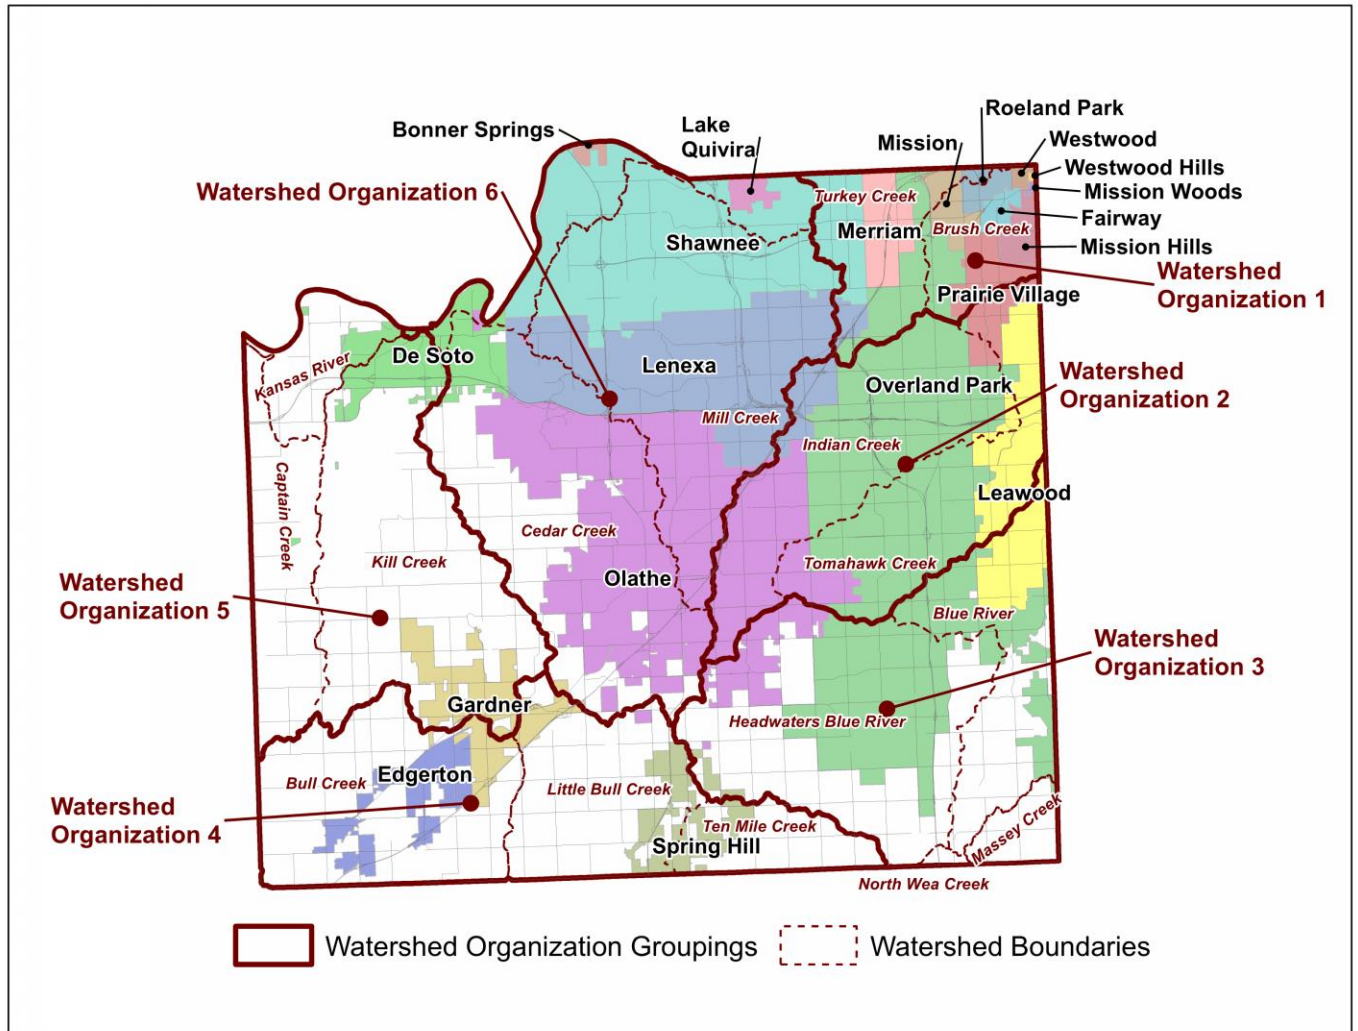 Roeland Park
Bonner Springs
Lake
Quivira
Mission
Westwood
Westwood Hills
Mission Woods
Fairway
Mission Hills
Watershed Organization 6
Turkey Creek
Shawnee
Merriam
Brush Creek
Watershed
Organization 1
Prairie Village
De Soto
Kansas River
Lenexa
Overland Park
Watershed
Organization 2
Mill Creek
Indian Creek
Captain Creek
Leawood
Cedar Creek
Kill Creek
Olathe
Tomahawk Creek
Watershed
Organization 5
Blue River
Watershed
Organization 3
Gardner
Headwaters Blue River
Edgerton
Bull Creek
Little Bull Creek
Watershed
Organization 4
Ten Mile Creek
Massey Creek
Spring Hill
North Wea Creek
Watershed Organization Groupings
Watershed Boundaries